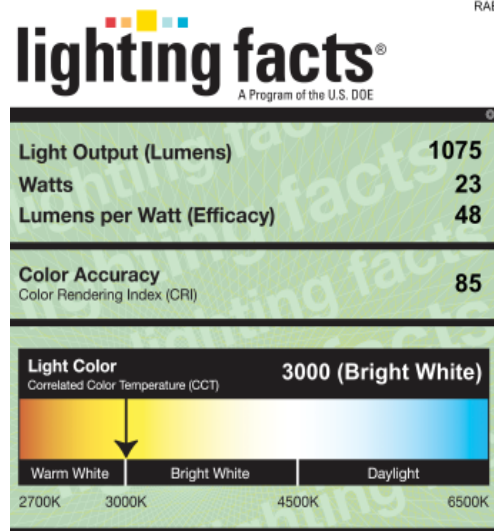 lighting facts®
A Program of the U.S. DOE
Light Output (Lumens) 1075
Watts 23
Lumens per Watt (Efficacy) 48
Color Accuracy
Color Rendering Index (CRI) 85
Light Color
Correlated Color Temperature (CCT) 3000 (Bright White)
Warm White Bright White Daylight
2700K 3000K 4500K 6500K